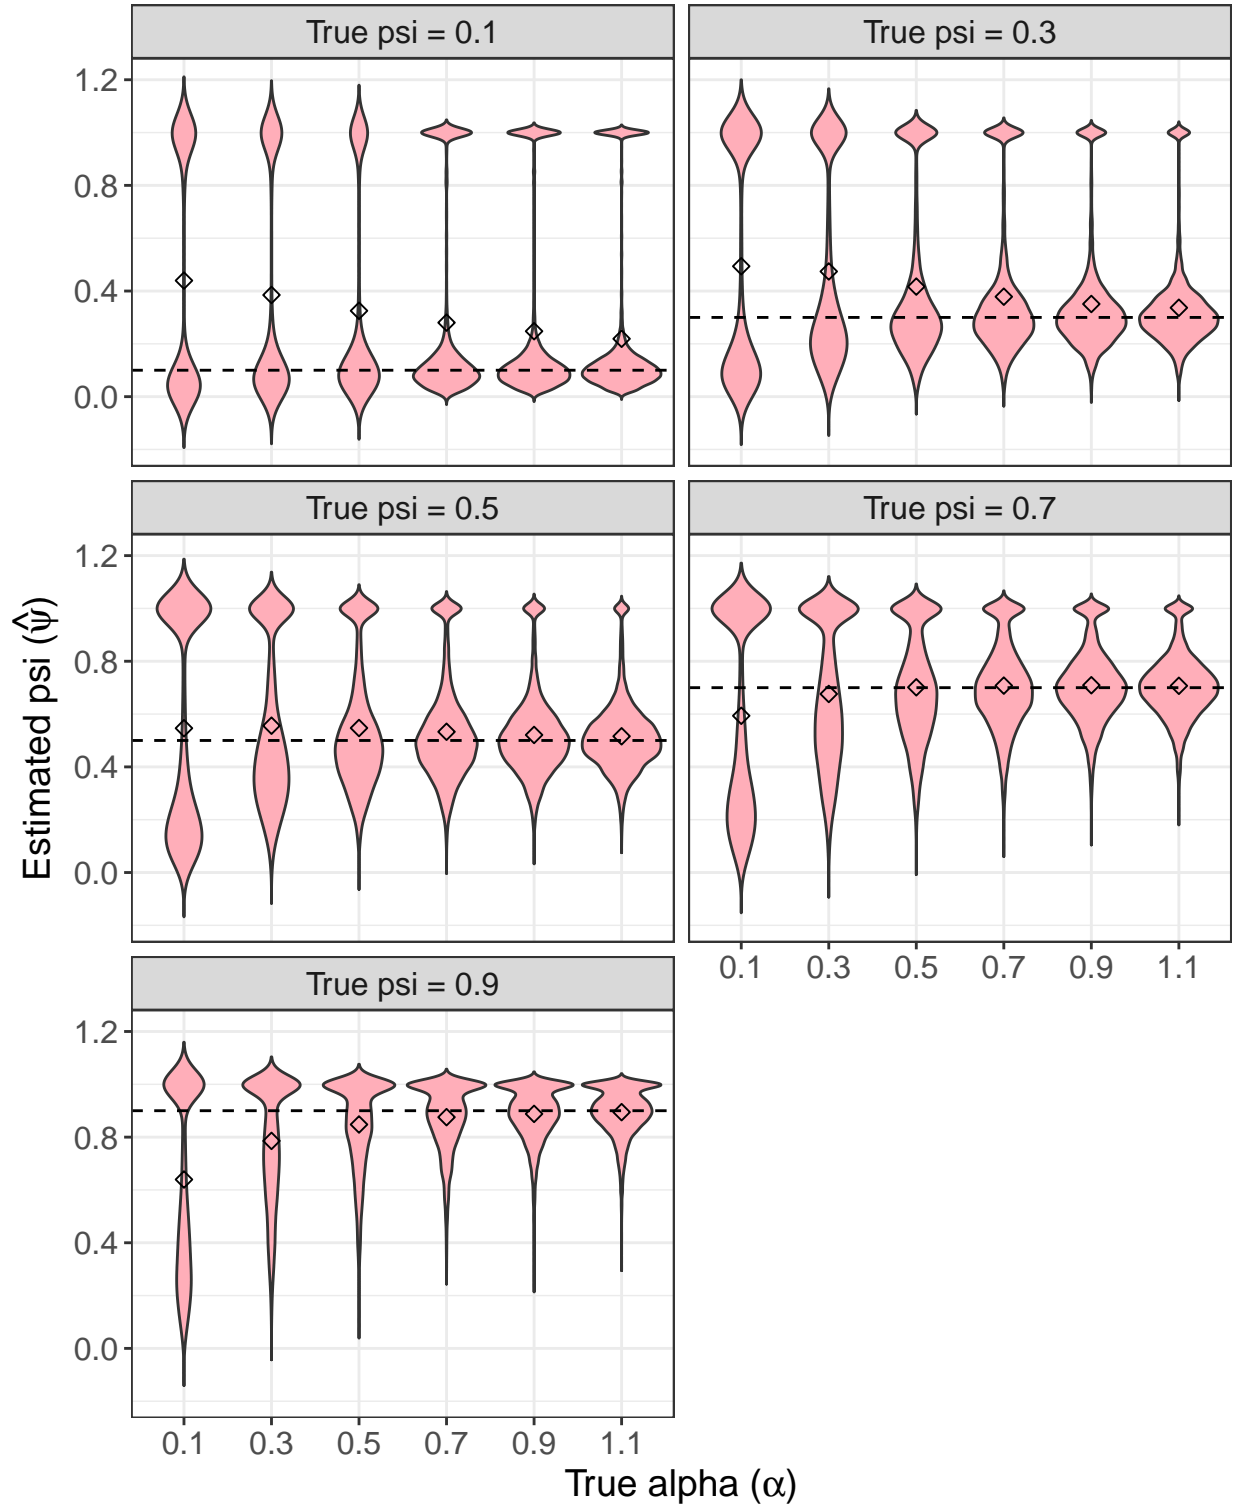 True psi = 0.1
True psi = 0.3
1.2
0.8
0.4
0.0
True psi = 0.5
True psi = 0.7
1.2
0.8
0.4
0.0
0.1 0.3 0.5 0.7 0.9 1.1
True psi = 0.9
1.2
0.8
0.4
0.0
0.1 0.3 0.5 0.7 0.9 1.1
Estimated psi (ψ̂)
True alpha (α)